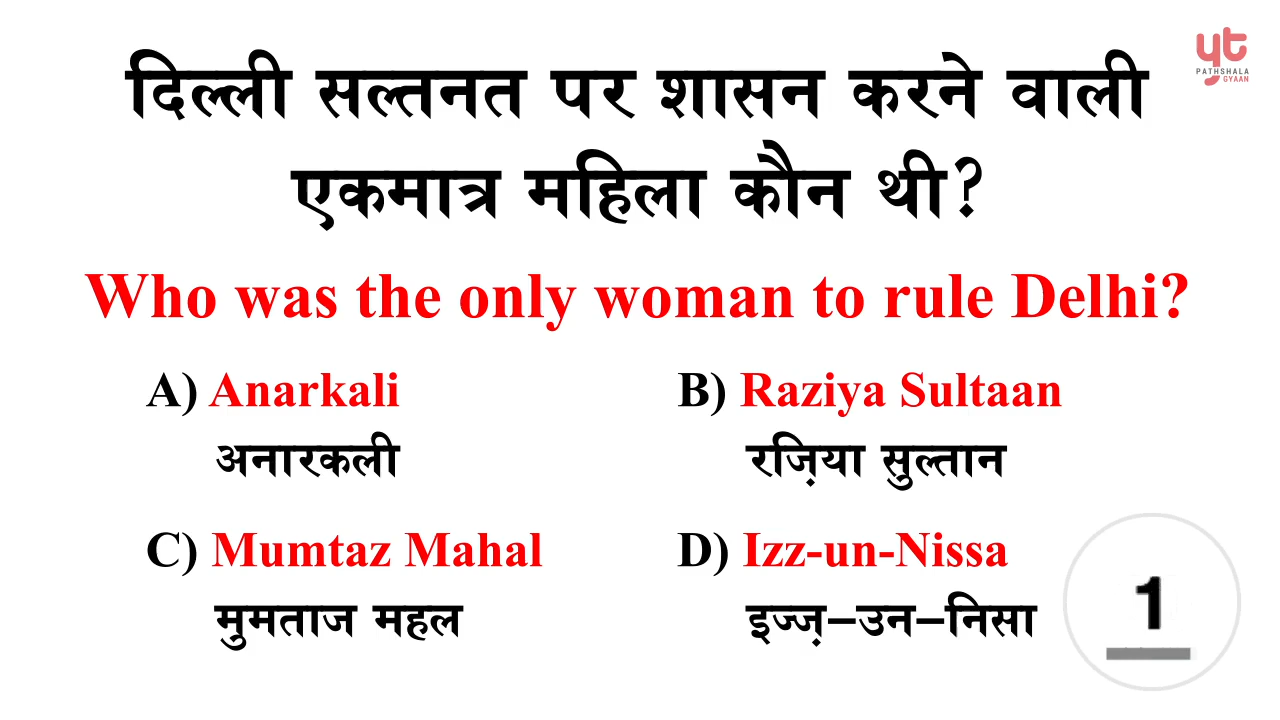 yt
PATHSHALA
GYAAN
दिल्ली सल्तनत पर शासन करने वाली
एकमात्र महिला कौन थी?
Who was the only woman to rule Delhi?
A) Anarkali
अनारकली
B) Raziya Sultaan
रज़िया सुल्तान
C) Mumtaz Mahal
मुमताज महल
D) Izz-un-Nissa
इज्ज़–उन–निसा
1